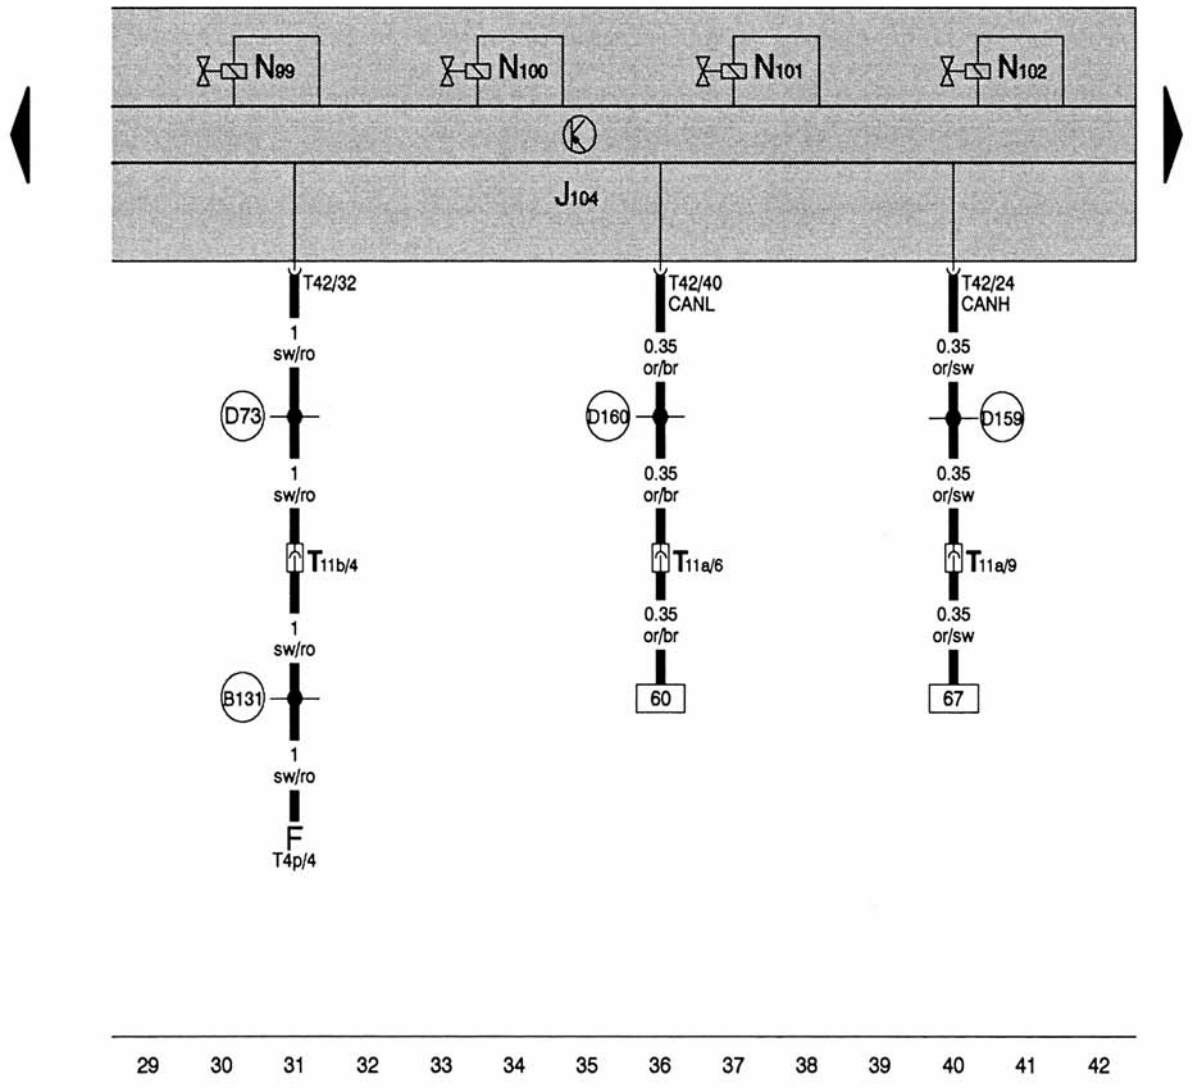 N99 N100 N101 N102
J104
T42/32 T42/40 T42/24
CANL CANH
1 0.35 0.35
sw/ro or/br or/sw
D73 D160 D159
1 0.35 0.35
sw/ro or/br or/sw
T11b/4 T11a/6 T11a/9
1 0.35 0.35
sw/ro or/br or/sw
B131 60 67
1
sw/ro
F
T4p/4
29 30 31 32 33 34 35 36 37 38 39 40 41 42